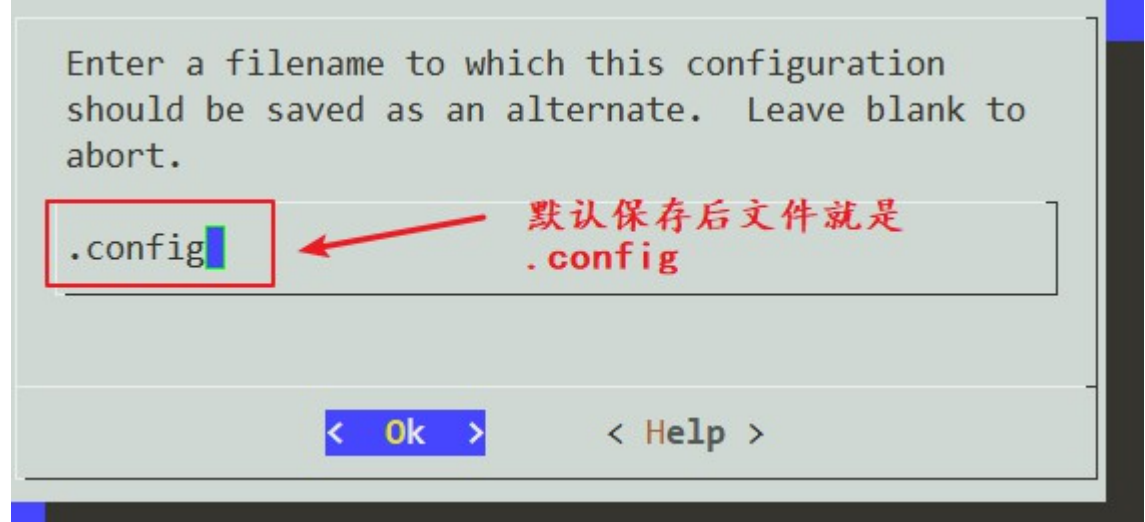 Enter a filename to which this configuration
should be saved as an alternate.  Leave blank to
abort.
默认保存后文件就是
.config
.config
< Ok > < Help >